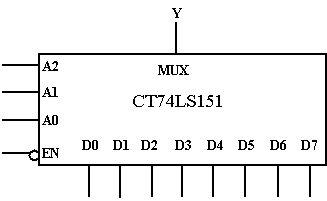 Y
A2
MUX
A1
CT74LS151
A0
EN
D0 D1 D2 D3 D4 D5 D6 D7